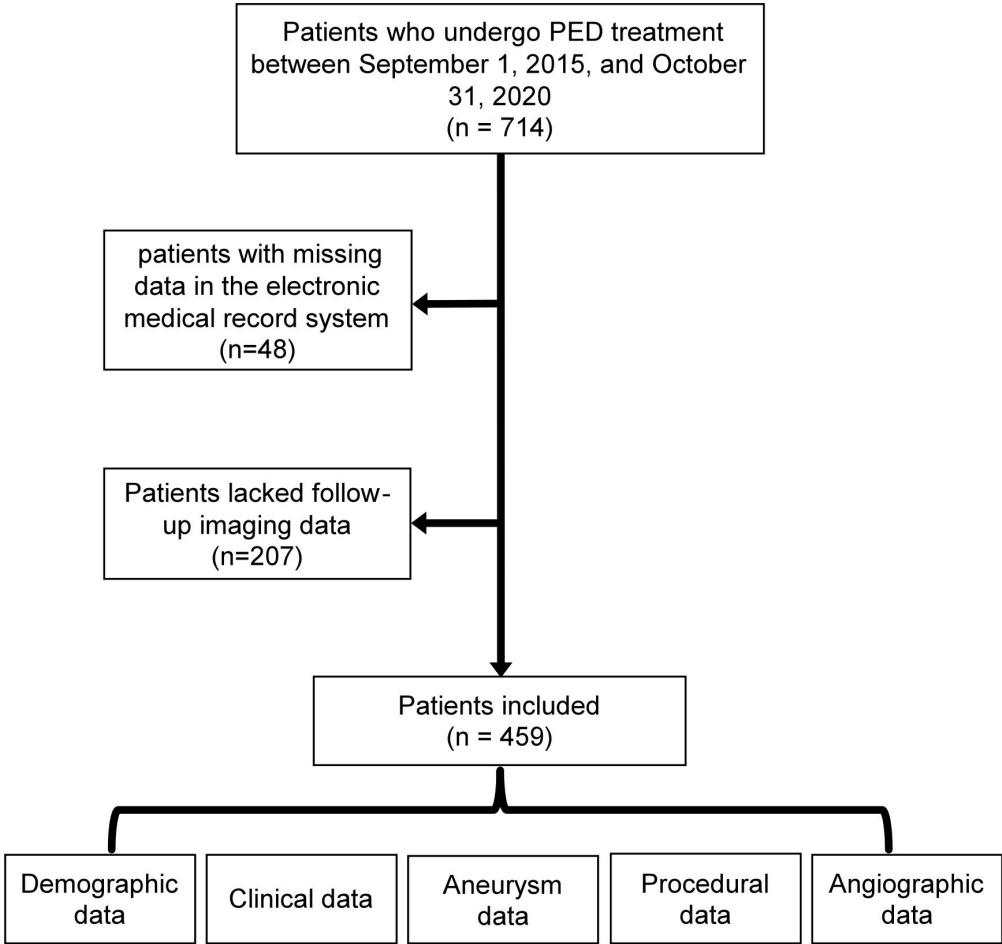 Patients who undergo PED treatment
between September 1, 2015, and October
31, 2020
(n = 714)
patients with missing
data in the electronic
medical record system
(n=48)
Patients lacked follow-
up imaging data
(n=207)
Patients included
(n = 459)
Demographic
data
Clinical data
Aneurysm
data
Procedural
data
Angiographic
data